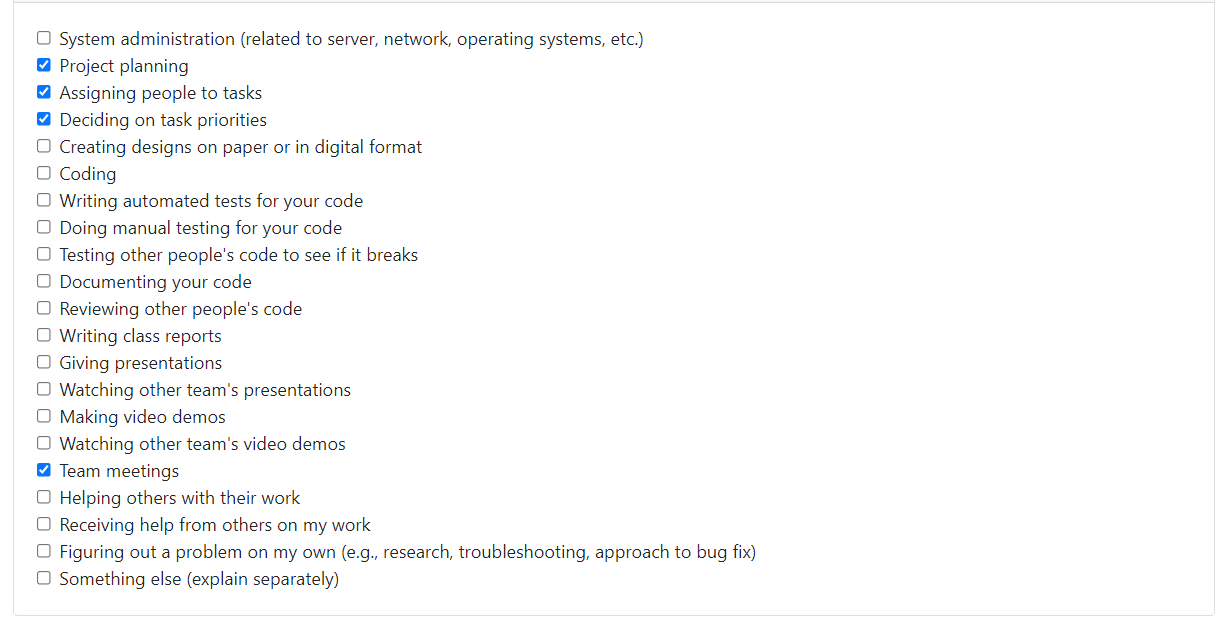 System administration (related to server, network, operating systems, etc.)
Project planning
Assigning people to tasks
Deciding on task priorities
Creating designs on paper or in digital format
Coding
Writing automated tests for your code
Doing manual testing for your code
Testing other people's code to see if it breaks
Documenting your code
Reviewing other people's code
Writing class reports
Giving presentations
Watching other team's presentations
Making video demos
Watching other team's video demos
Team meetings
Helping others with their work
Receiving help from others on my work
Figuring out a problem on my own (e.g., research, troubleshooting, approach to bug fix)
Something else (explain separately)